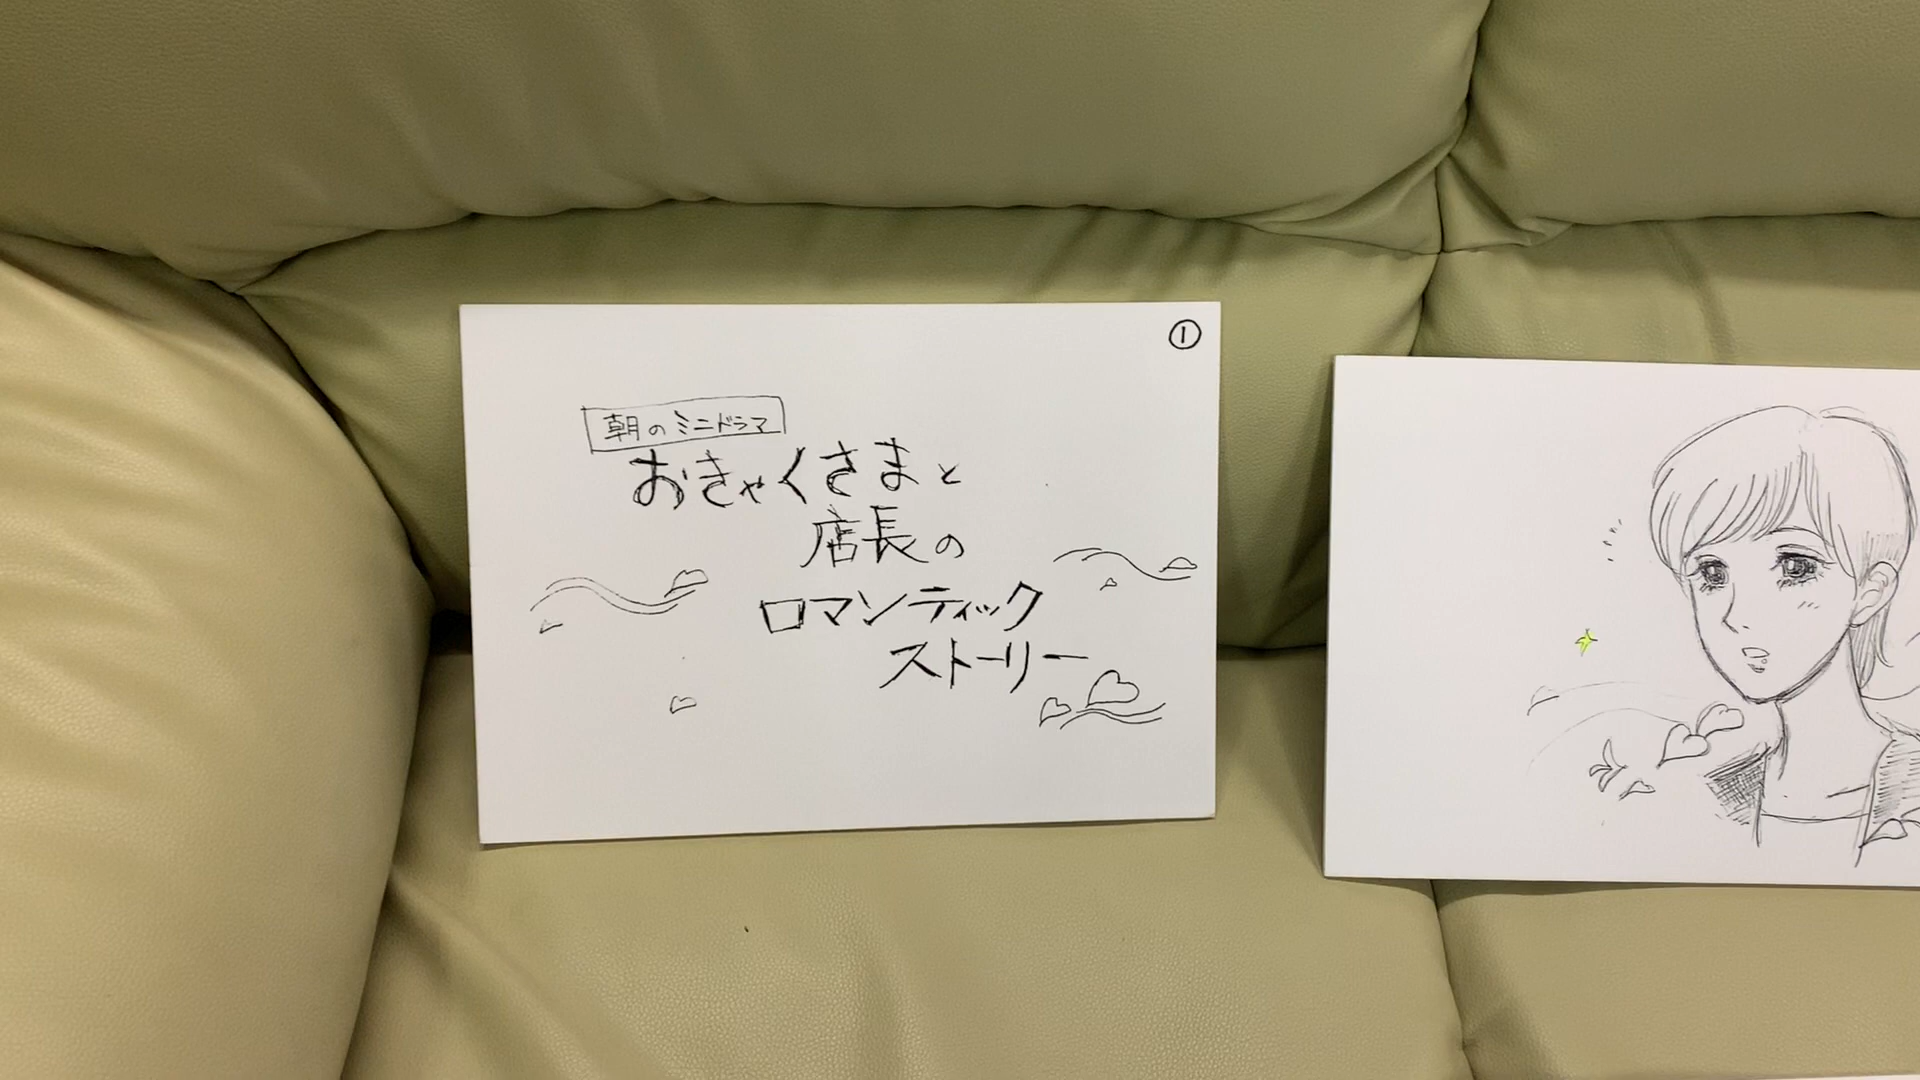 ①
朝のミニドラマ
おきゃくさまと
店長の
ロマンティック
ストーリー